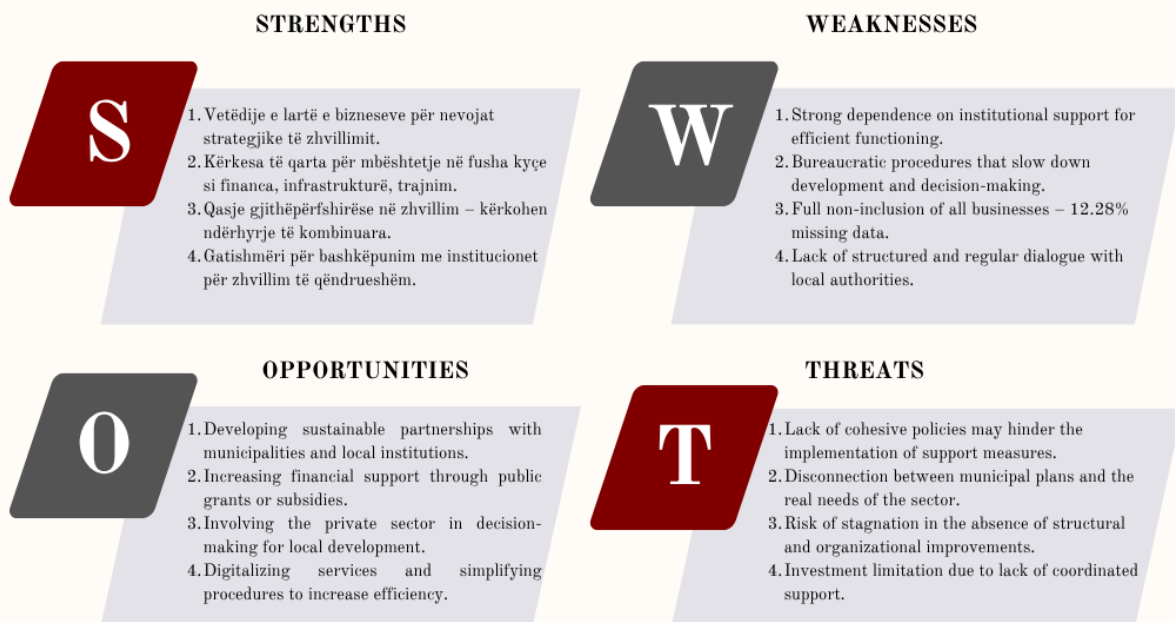 STRENGTHS
S
1. Vetëdije e lartë e bizneseve për nevojat
strategjike të zhvillimit.
2. Kërkesa të qarta për mbështetje në fusha kyçe
si financa, infrastrukturë, trajnim.
3. Qasje gjithëpërfshirëse në zhvillim – kërkohen
ndërhyrje të kombinuara.
4. Gatishmëri për bashkëpunim me institucionet
për zhvillim të qëndrueshëm.
WEAKNESSES
W
1. Strong dependence on institutional support for
efficient functioning.
2. Bureaucratic procedures that slow down
development and decision-making.
3. Full non-inclusion of all businesses – 12.28%
missing data.
4. Lack of structured and regular dialogue with
local authorities.
OPPORTUNITIES
O
1. Developing sustainable partnerships with
municipalities and local institutions.
2. Increasing financial support through public
grants or subsidies.
3. Involving the private sector in decision-
making for local development.
4. Digitalizing services and simplifying
procedures to increase efficiency.
THREATS
T
1. Lack of cohesive policies may hinder the
implementation of support measures.
2. Disconnection between municipal plans and the
real needs of the sector.
3. Risk of stagnation in the absence of structural
and organizational improvements.
4. Investment limitation due to lack of coordinated
support.